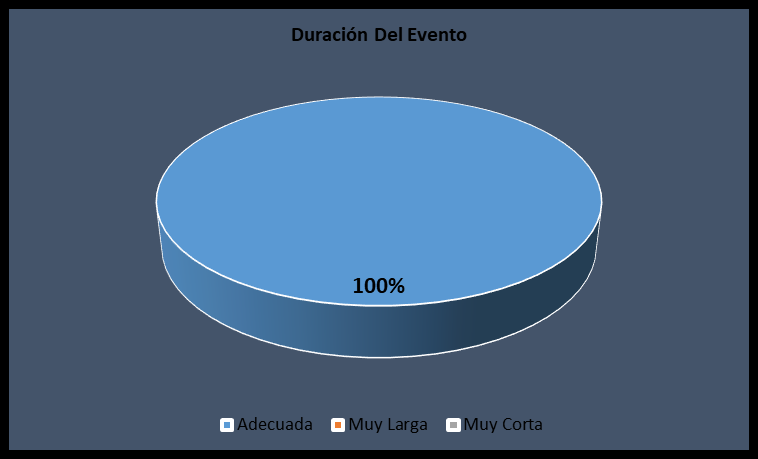 Duración Del Evento
100%
Adecuada Muy Larga Muy Corta